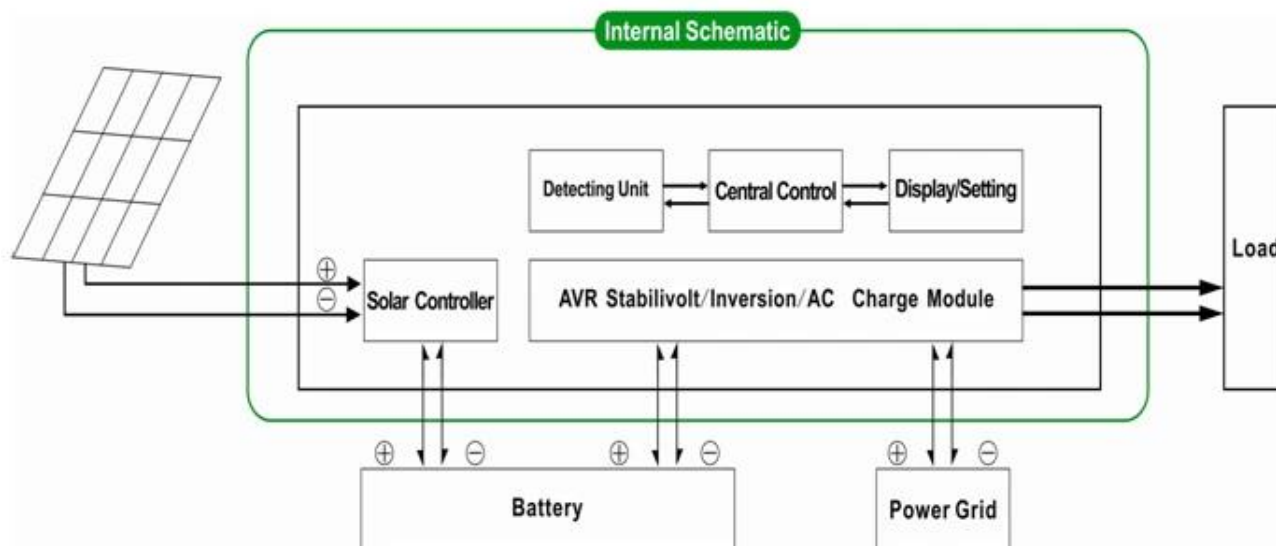 Internal Schematic
Detecting Unit
Central Control
Display/Setting
Load
⊕
⊖
Solar Controller
AVR Stabilivolt/Inversion/AC Charge Module
⊕ ⊖ ⊕ ⊖ ⊕ ⊖
Battery
Power Grid